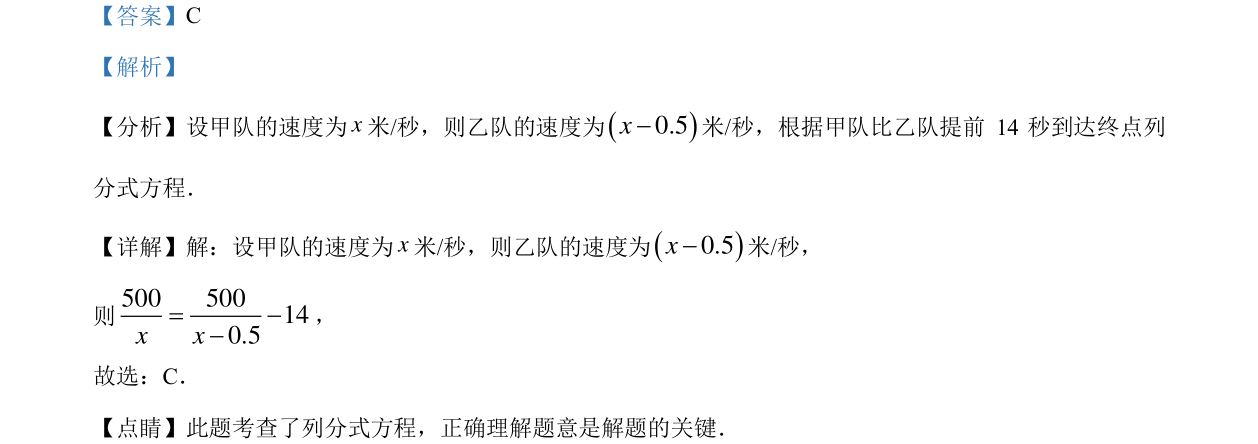 【答案】C
【解析】
【分析】设甲队的速度为 x 米/秒，则乙队的速度为(x－0.5)米/秒，根据甲队比乙队提前 14 秒到达终点列
分式方程．
【详解】解：设甲队的速度为 x 米/秒，则乙队的速度为(x－0.5)米/秒，
则 500/x = 500/(x－0.5) －14，
故选：C．
【点睛】此题考查了列分式方程，正确理解题意是解题的关键．